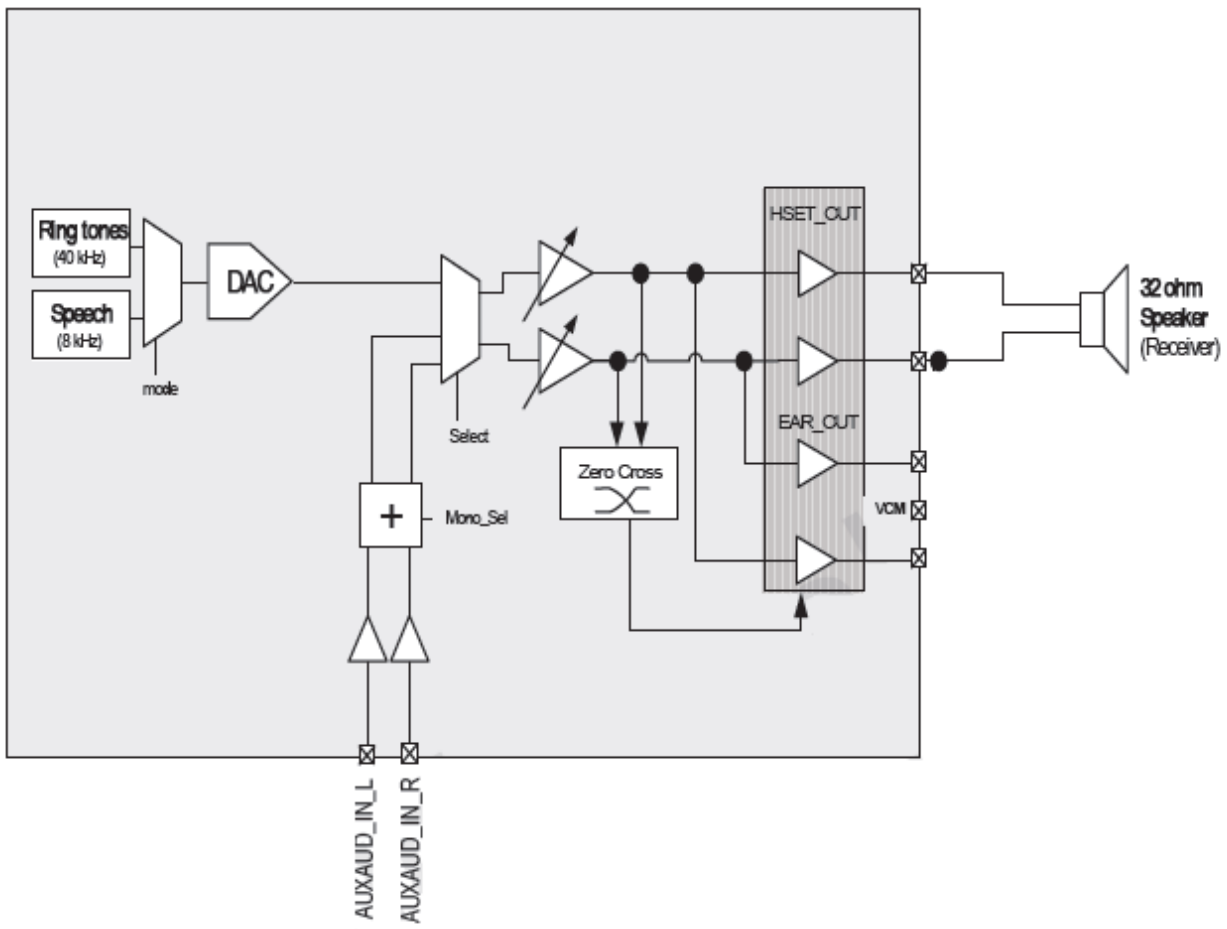 HSET_OUT
Ring tones
(40 kHz)
DAC
Speech
(8 kHz)
mode
Select
32 ohm
Speaker
(Receiver)
EAR_OUT
Zero Cross
VCM
+
Mono_Sel
AUXAUD_IN_L
AUXAUD_IN_R